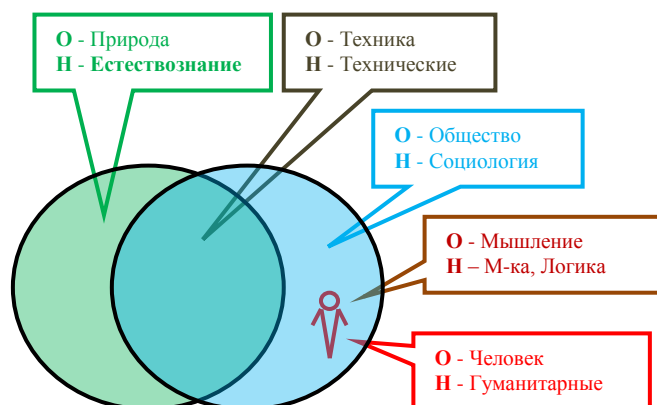 О - Природа
Н - Естествознание
О - Техника
Н - Технические
О - Общество
Н - Социология
О - Мышление
Н – М-ка, Логика
О - Человек
Н - Гуманитарные